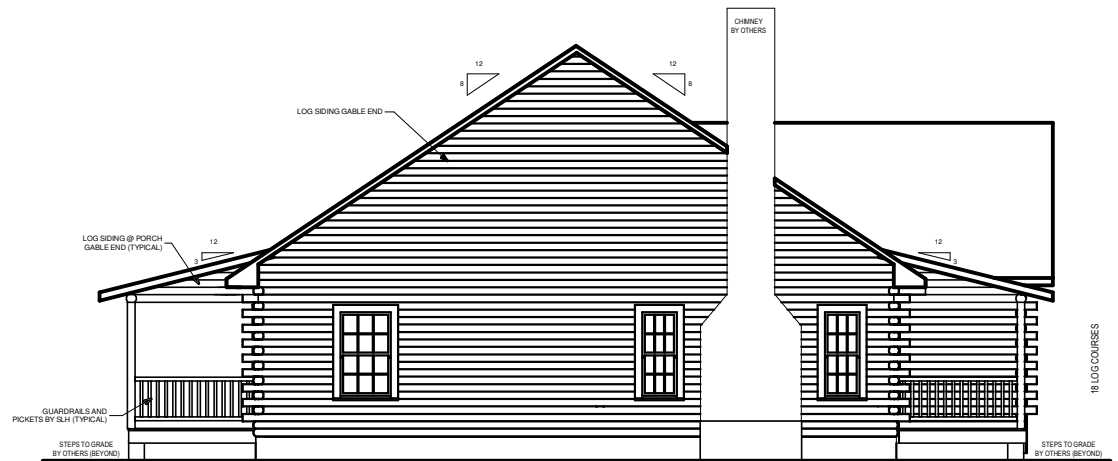 CHIMNEY
BY OTHERS
12
8
12
8
LOG SIDING GABLE END
LOG SIDING @ PORCH
GABLE END (TYPICAL)
12
3
12
3
18 LOG COURSES
GUARDRAILS AND
PICKETS BY SLH (TYPICAL)
STEPS TO GRADE
BY OTHERS (BEYOND)
STEPS TO GRADE
BY OTHERS (BEYOND)